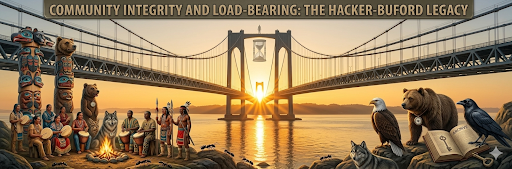 COMMUNITY INTEGRITY AND LOAD-BEARING: THE HACKER-BUFORD LEGACY